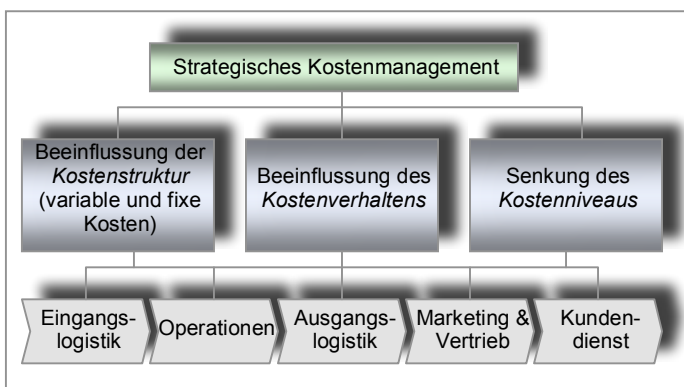 Strategisches Kostenmanagement
Beeinflussung der
Kostenstruktur
(variable und fixe
Kosten)
Beeinflussung des
Kostenverhaltens
Senkung des
Kostenniveaus
Eingangs-
logistik
Operationen
Ausgangs-
logistik
Marketing &
Vertrieb
Kunden-
dienst